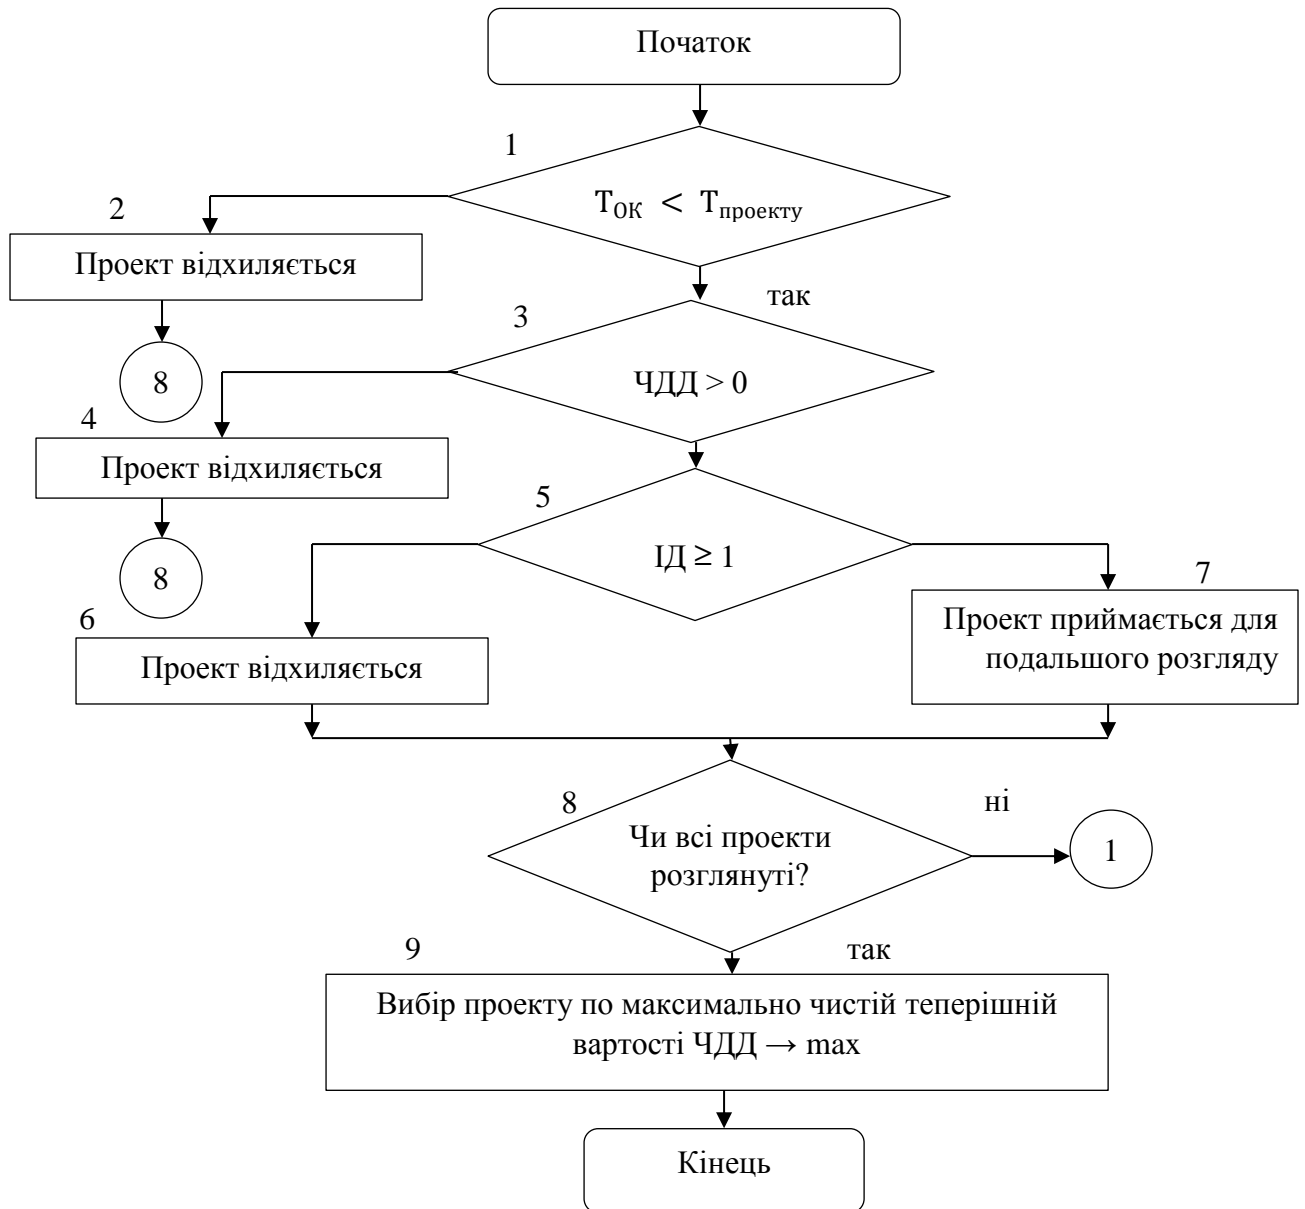 Початок
1
T_ОК < T_проекту
2
Проект відхиляється
так
3
8
ЧДД > 0
4
Проект відхиляється
5
8
ІД ≥ 1
7
6
Проект приймається для
подальшого розгляду
Проект відхиляється
8
ні
Чи всі проекти
розглянуті?
1
9
так
Вибір проекту по максимально чистій теперішній
вартості ЧДД → max
Кінець